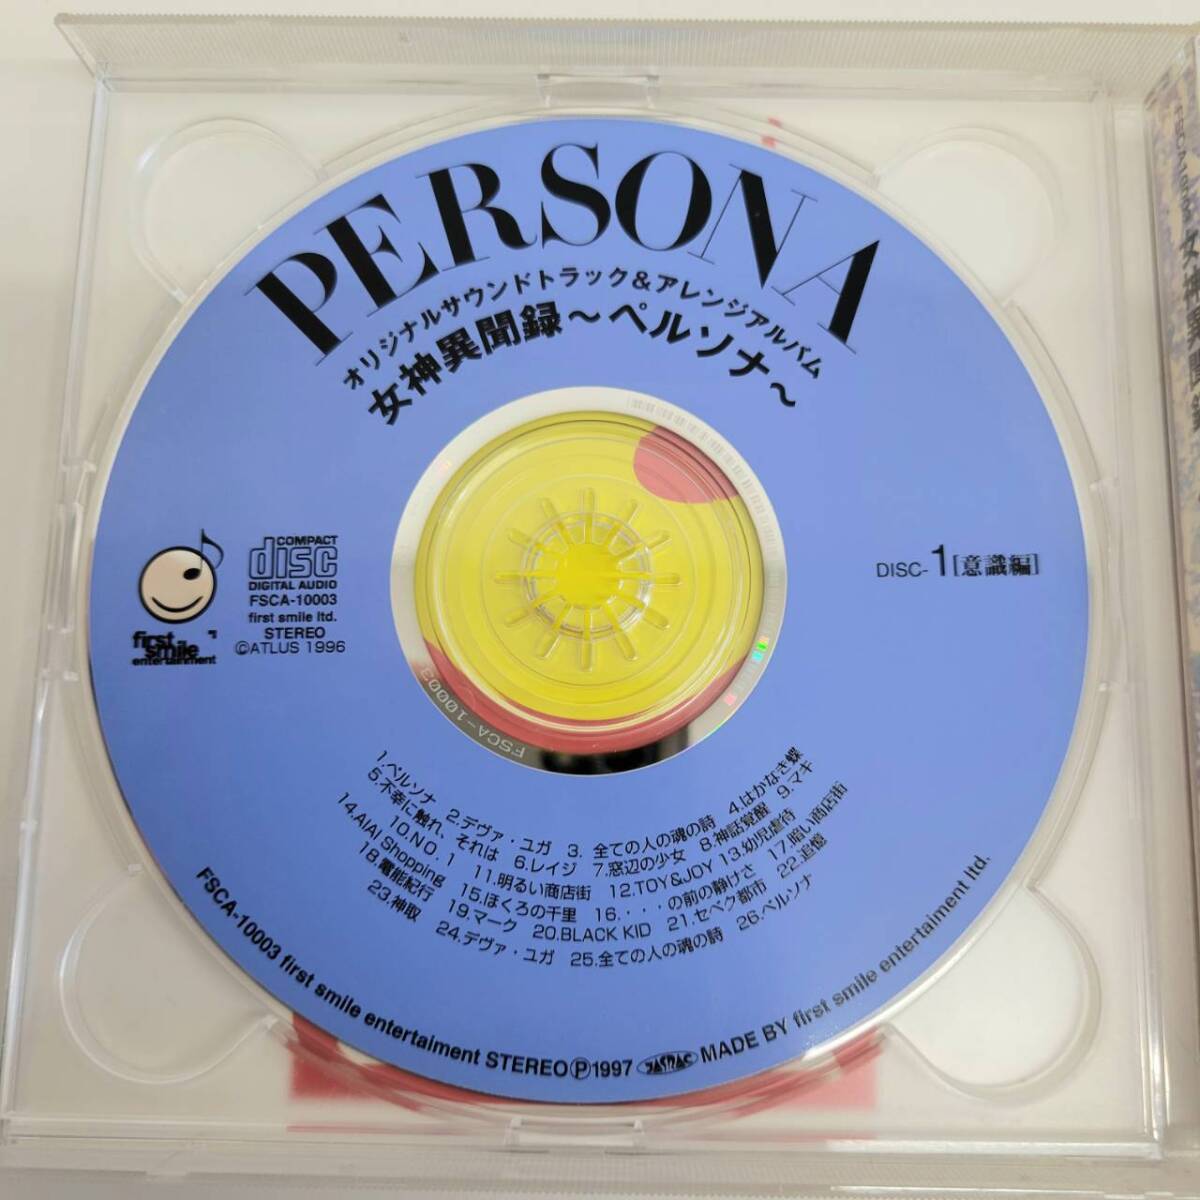 PERSONA
オリジナルサウンドトラック&アレンジアルバム
女神異聞録～ペルソナ～
COMPACT
disc
DIGITAL AUDIO
FSCA-10003
first smile ltd.
STEREO
©ATLUS 1996
first smile
entertainment
DISC-1[意識編]
FSCA-10003
1.ペルソナ 2.デヴァ・ユガ 3. 全ての人の魂の詩 4.はかなき蝶
5.不幸に触れ、それは 6.レイジ 7.窓辺の少女 8.神話覚醒 9.マキ
10.NO. 1 11.明るい商店街 12.TOY&JOY 13.幼児虐待
14.AiAi Shopping 15.ほくろの千里 16.・・・の前の静けさ 17.暗い商店街
18.電能紀行 19.マーク 20.BLACK KID 21.セベク都市 22.追憶
23.神取 24.デヴァ・ユガ 25.全ての人の魂の詩 26.ペルソナ
FSCA-10003 first smile entertaiment STEREO Ⓟ1997 JASRAC MADE BY first smile entertaiment ltd.